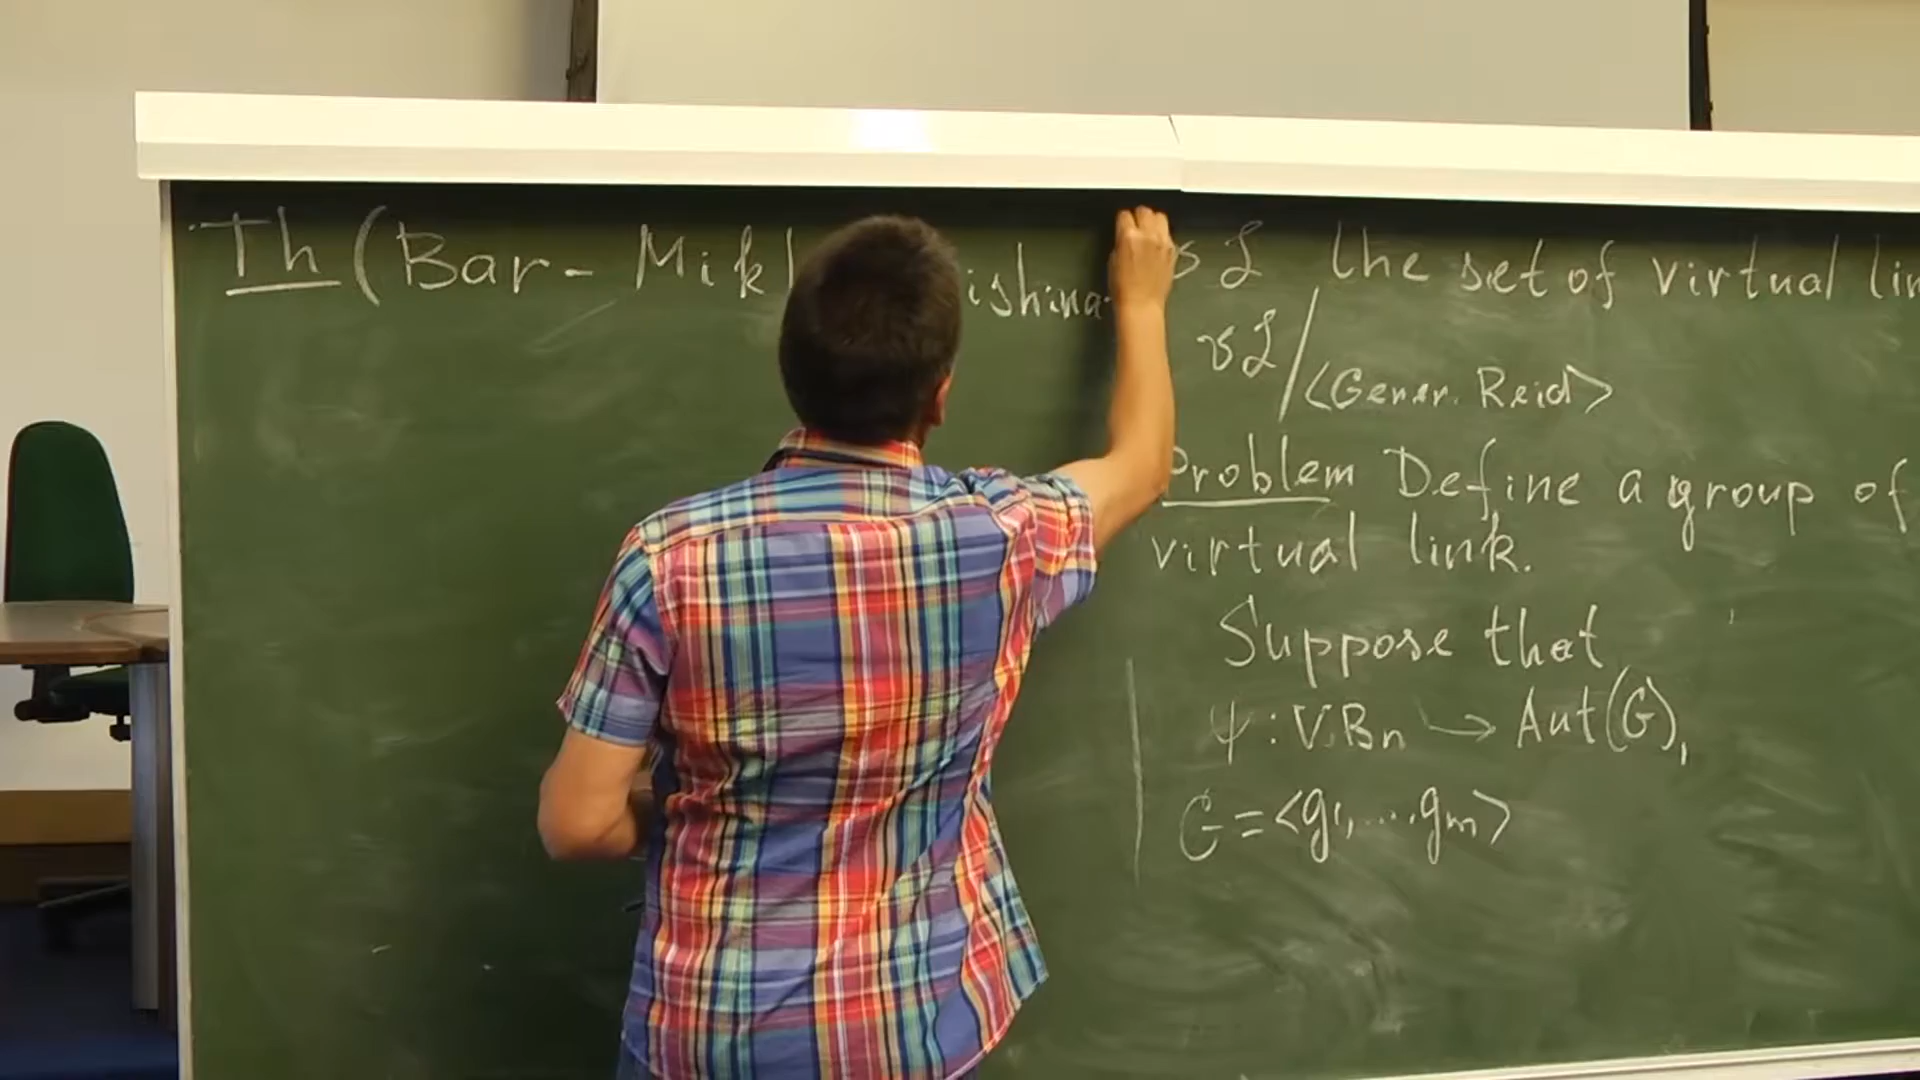 Th (Bar - Mik ishina
vℒ the set of virtual lin
vℒ/<Gener. Reid>
Problem Define a group of
virtual link.
Suppose that
ψ : VBn → Aut(G),
G = <g1, ... gm>